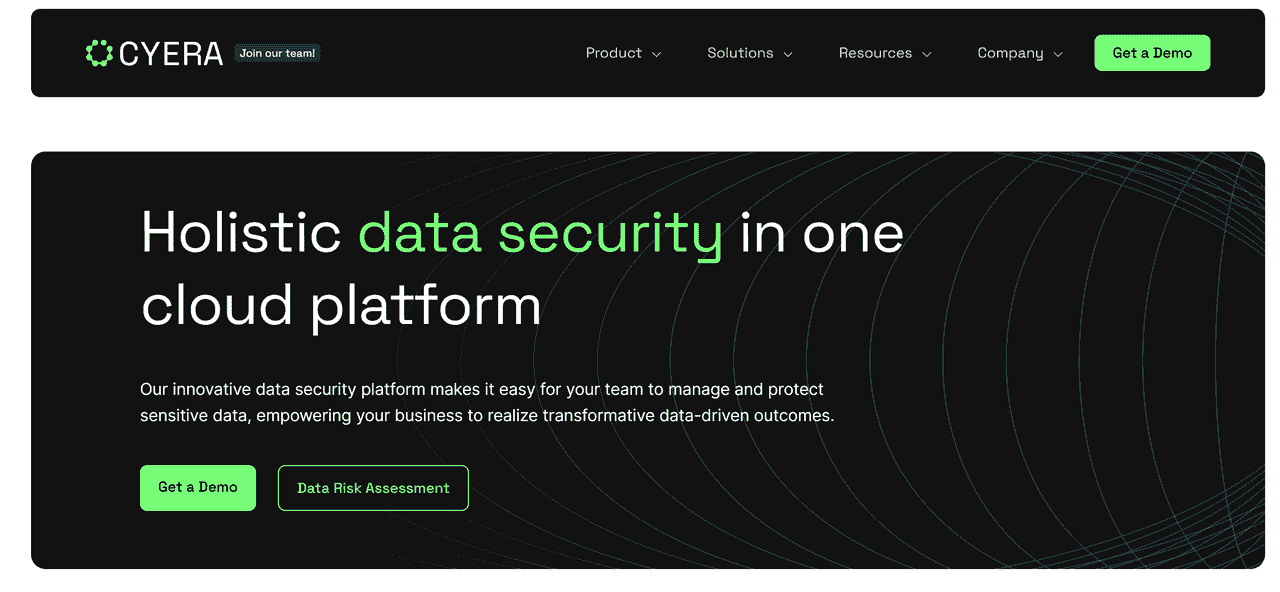 CYERA Join our team! Product Solutions Resources Company Get a Demo
Holistic data security in one
cloud platform
Our innovative data security platform makes it easy for your team to manage and protect
sensitive data, empowering your business to realize transformative data-driven outcomes.
Get a Demo Data Risk Assessment